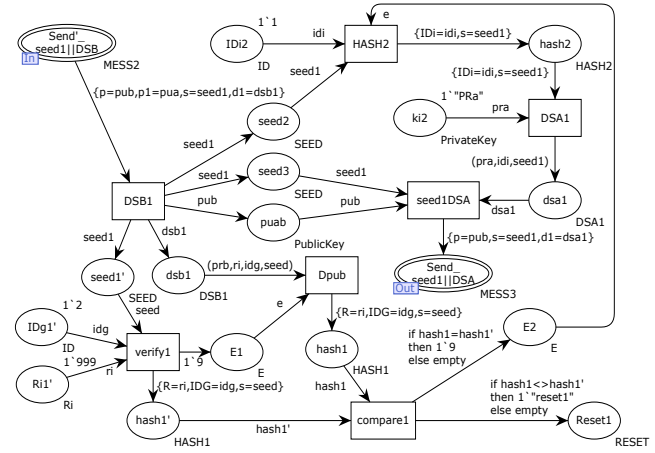 Send'_
seed1||DSB
In
MESS2
1`1
IDi2
ID
idi
e
HASH2
{IDi=idi,s=seed1}
hash2
HASH2
{IDi=idi,s=seed1}
seed1
{p=pub,p1=pua,s=seed1,d1=dsb1}
seed2
SEED
seed1
1`"PRa"
ki2
PrivateKey
pra
DSA1
(pra,idi,seed1)
seed1
seed3
SEED
seed1
DSB1
pub
puab
PublicKey
pub
seed1DSA
dsa1
dsa1
DSA1
seed1
dsb1
{p=pub,s=seed1,d1=dsa1}
seed1'
SEED
seed
dsb1
DSB1
(prb,ri,idg,seed)
Dpub
Send_
seed1||DSA
Out
MESS3
1`2
IDg1'
ID
idg
e
{R=ri,IDG=idg,s=seed}
1`999
Ri1'
Ri
ri
verify1
1`9
E1
E
hash1
HASH1
hash1
if hash1=hash1'
then 1`9
else empty
E2
E
{R=ri,IDG=idg,s=seed}
hash1'
HASH1
hash1'
compare1
if hash1<>hash1'
then 1`"reset1"
else empty
Reset1
RESET